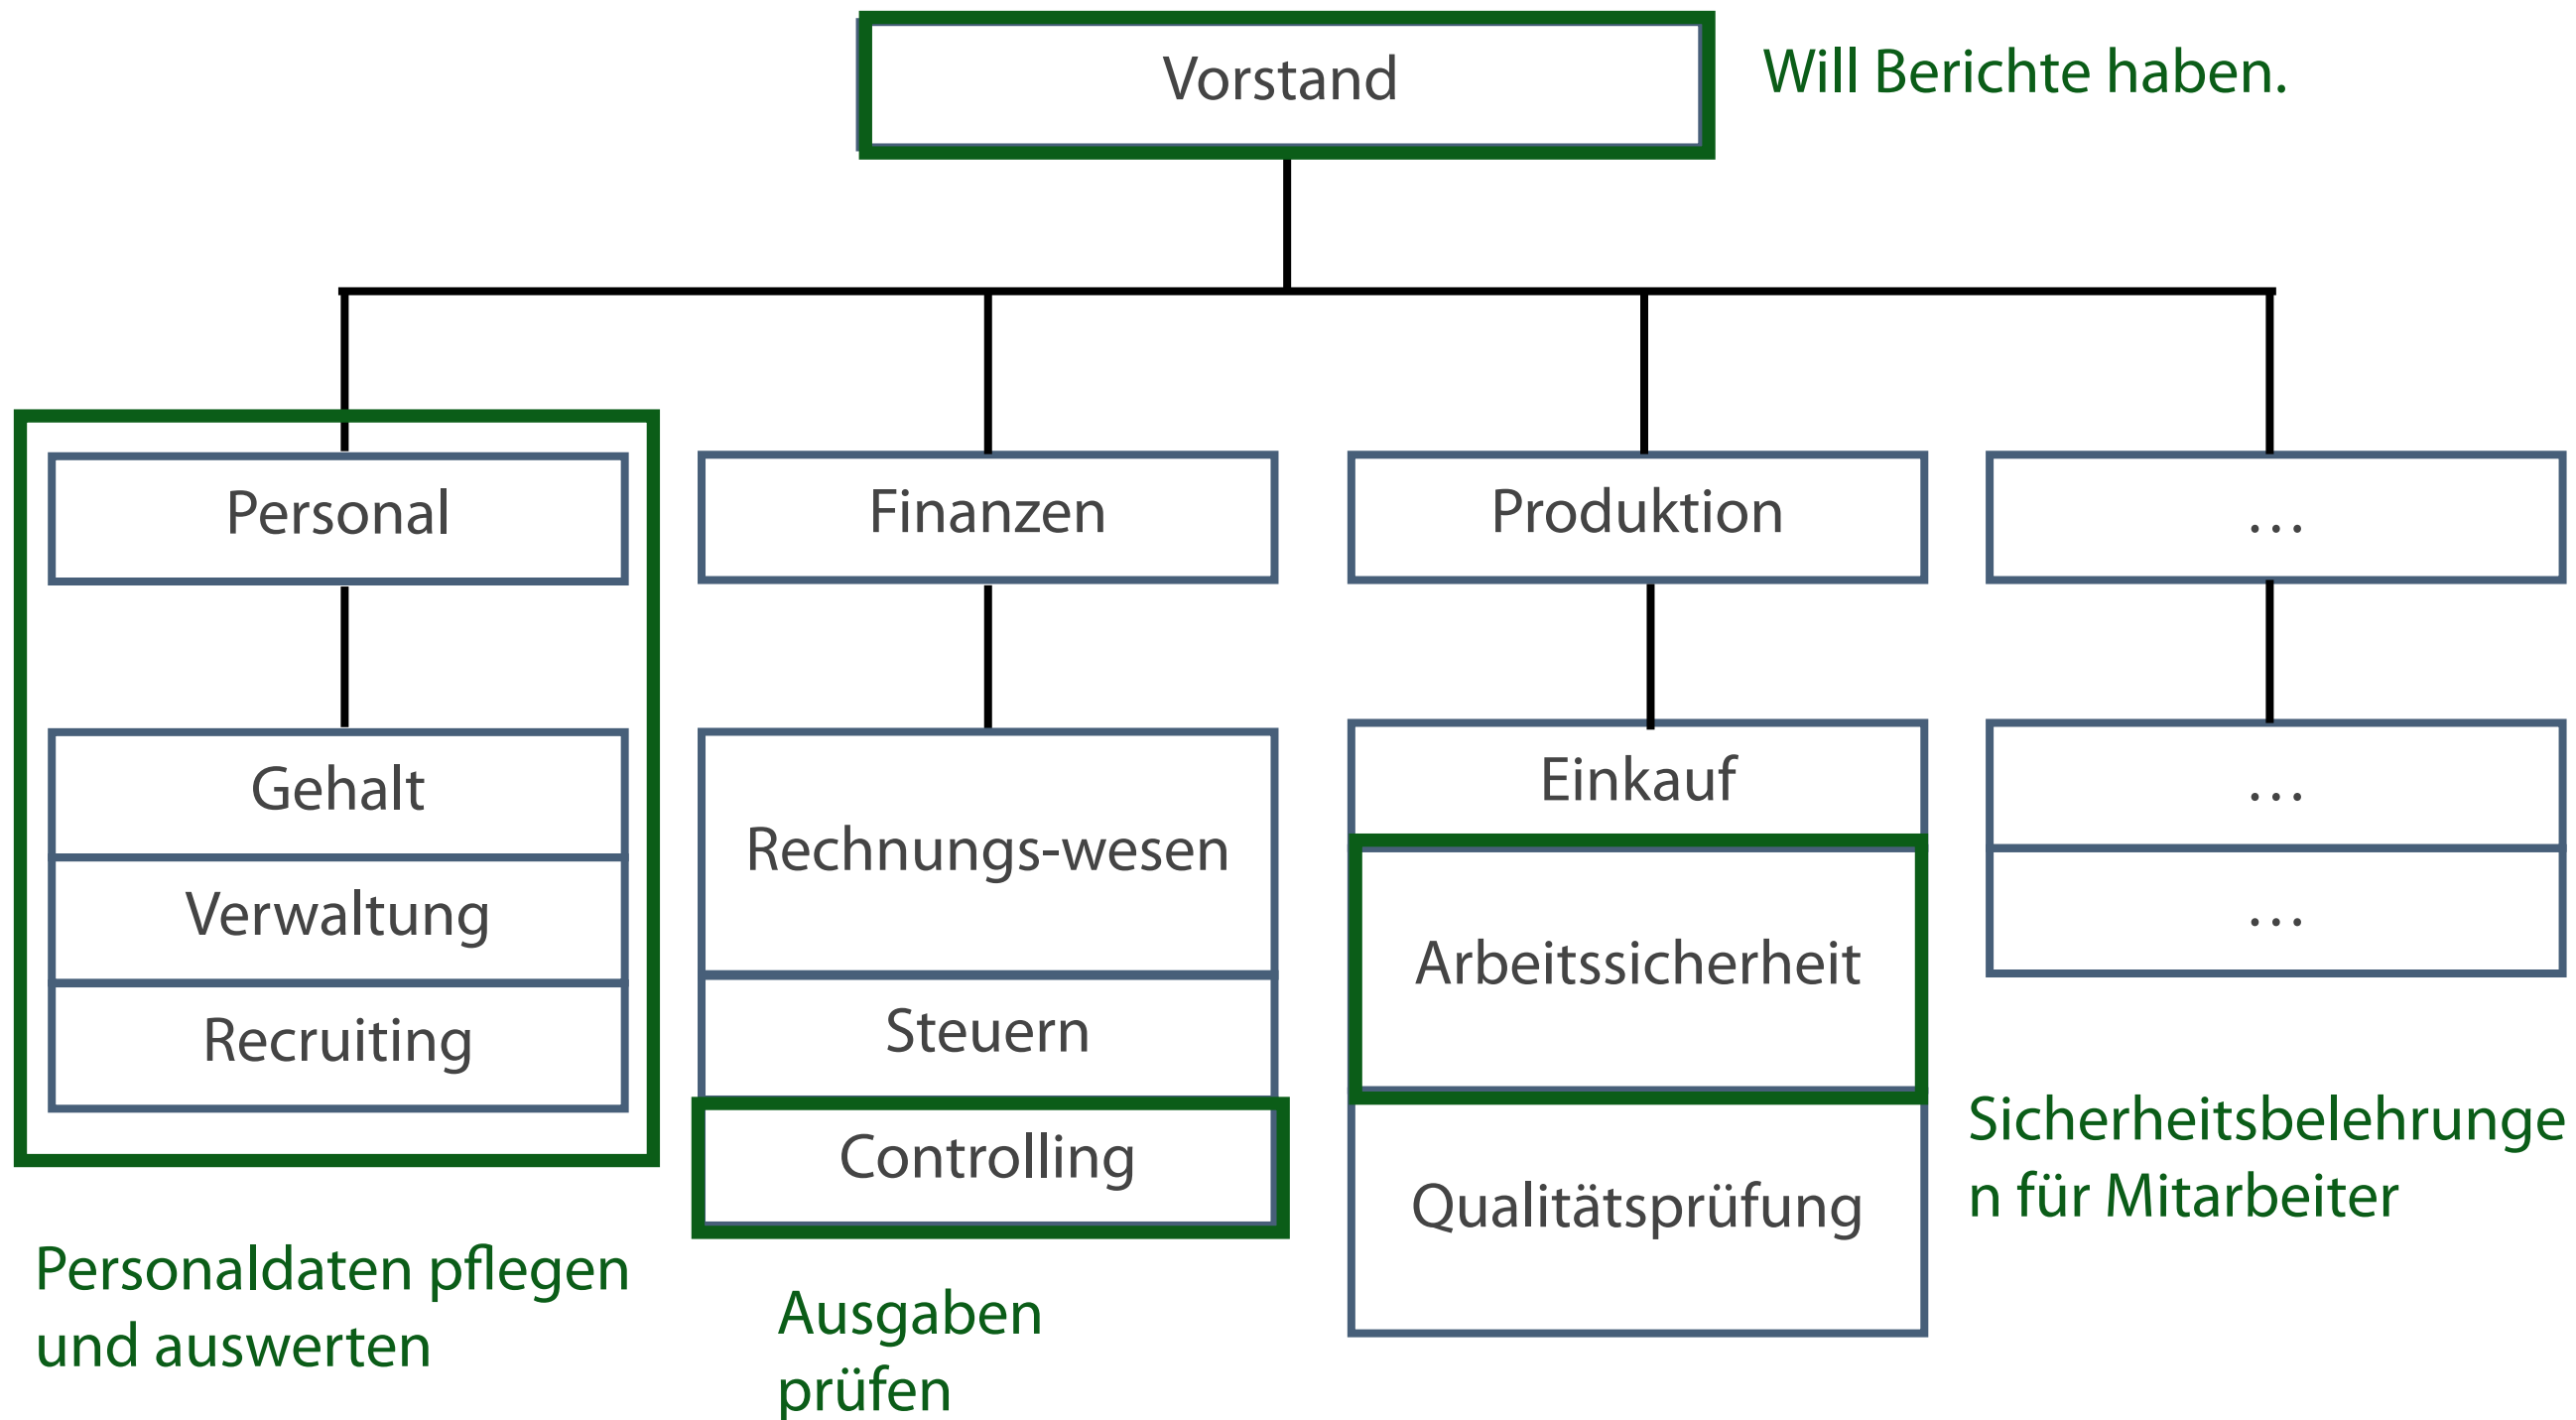 Vorstand
Will Berichte haben.
Personal
Finanzen
Produktion
…
Gehalt
Verwaltung
Recruiting
Rechnungs-wesen
Steuern
Controlling
Einkauf
Arbeitssicherheit
Qualitätsprüfung
…
…
Personaldaten pflegen
und auswerten
Ausgaben
prüfen
Sicherheitsbelehrunge
n für Mitarbeiter